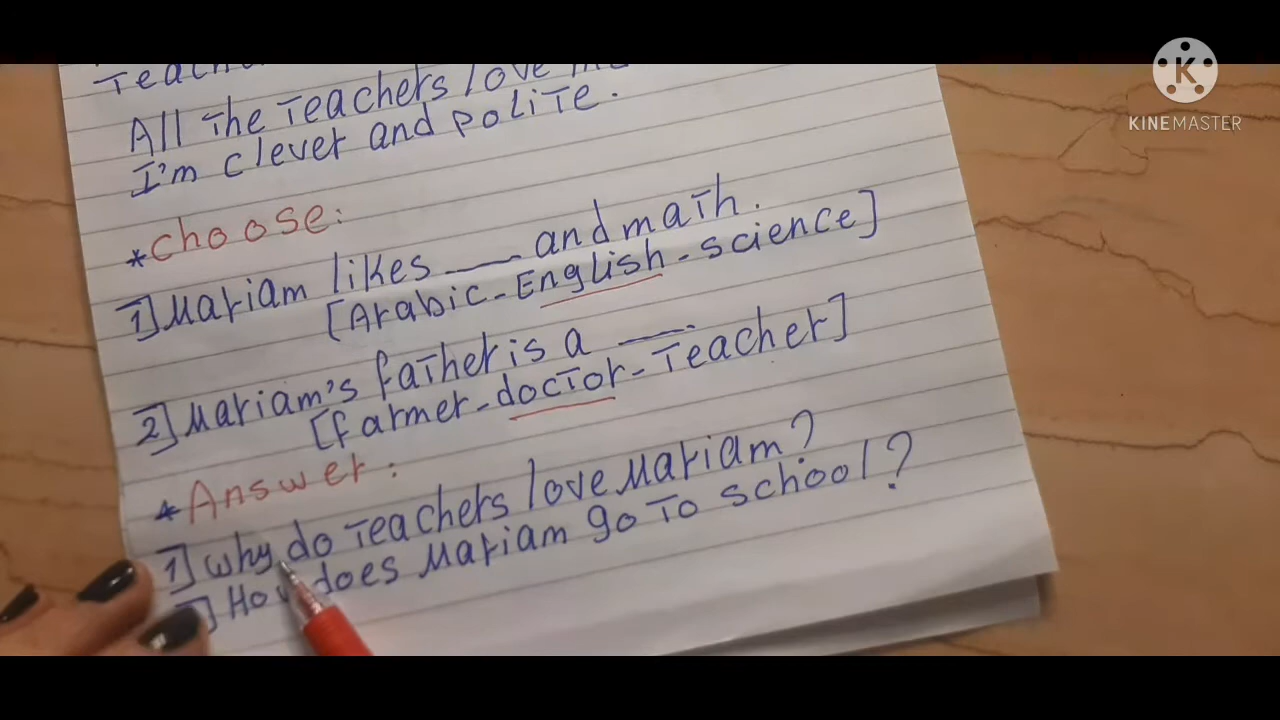 All The Teachers love
I'm clever and polite.
*Choose:
1] Mariam likes ___ and math.
[Arabic-English-science]
2] Mariam's father is a ___.
[farmer-doctor-Teacher]
*Answer:
1] Why do Teachers love Mariam?
2] How does Mariam go To school?
KINEMASTER